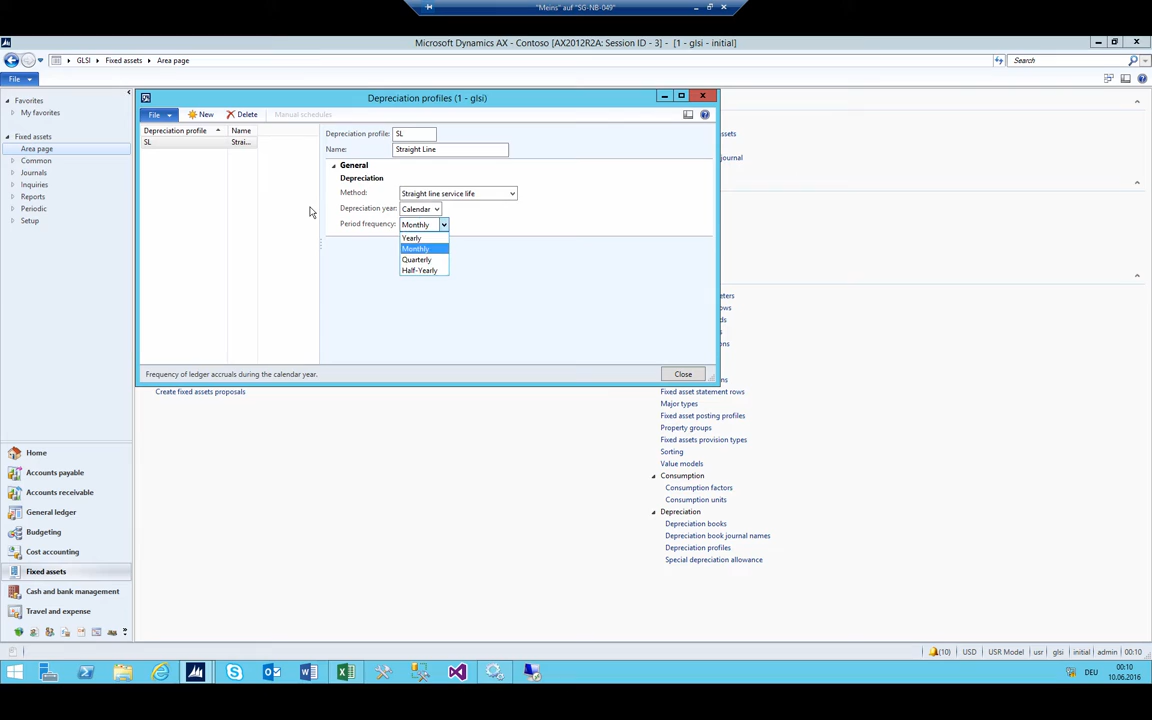 "Meins" auf "SG-NB-049"
Microsoft Dynamics AX - Contoso [AX2012R2A: Session ID - 3] - [1 - glsi - initial]
GLSI Fixed assets Area page
Search
File
Favorites
My favorites
Fixed assets
Area page
Common
Journals
Inquiries
Reports
Periodic
Setup
Depreciation profiles (1 - glsi)
File New Delete Manual schedules
Depreciation profile Name
SL Strai...
Depreciation profile: SL
Name: Straight Line
General
Depreciation
Method: Straight line service life
Depreciation year: Calendar
Period frequency: Monthly
Yearly
Monthly
Quarterly
Half-Yearly
Frequency of ledger accruals during the calendar year.
Close
Create fixed assets proposals
Fixed asset statement rows
Major types
Fixed asset posting profiles
Property groups
Fixed assets provision types
Sorting
Value models
Consumption
Consumption factors
Consumption units
Depreciation
Depreciation books
Depreciation book journal names
Depreciation profiles
Special depreciation allowance
Home
Accounts payable
Accounts receivable
General ledger
Budgeting
Cost accounting
Fixed assets
Cash and bank management
Travel and expense
(10) USD USR Model usr glsi initial admin 00:10
DEU
00:10
10.06.2016